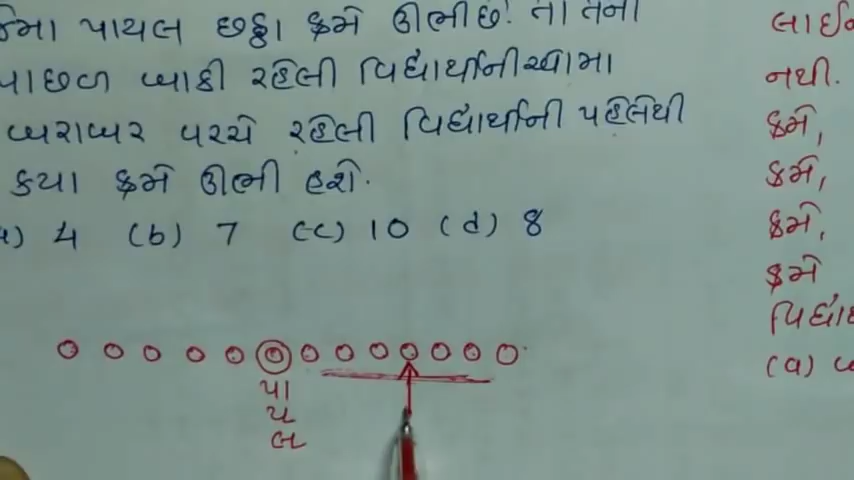 પાયલ છઠ્ઠા ક્રમે ઊભી છે. તો તેની
પાછળ બાકી રહેલી વિદ્યાર્થીનીઓમા
બરાબર વચ્ચે રહેલી વિદ્યાર્થીની પહેલેથી
કયા ક્રમે ઊભી હશે.
4 (b) 7 (c) 10 (d) 8
પા
ય
લ
નથી.
ક્રમે,
ક્રમે,
ક્રમે,
ક્રમે
(a)